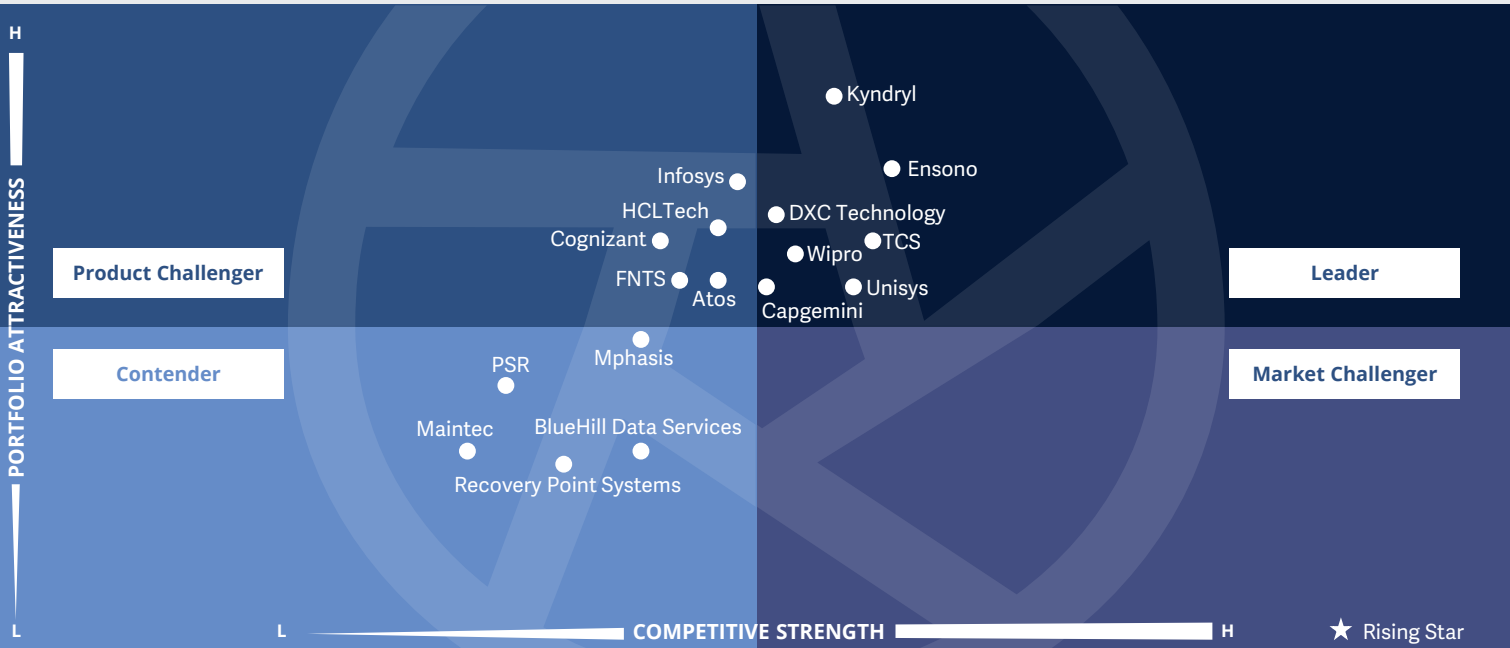 H
Kyndryl
Ensono
Infosys
HCLTech
DXC Technology
Cognizant
TCS
Wipro
FNTS
Atos
Unisys
Capgemini
Product Challenger
Leader
PORTFOLIO ATTRACTIVENESS
Contender
Market Challenger
Mphasis
PSR
Maintec
BlueHill Data Services
Recovery Point Systems
L
L
COMPETITIVE STRENGTH
H
Rising Star